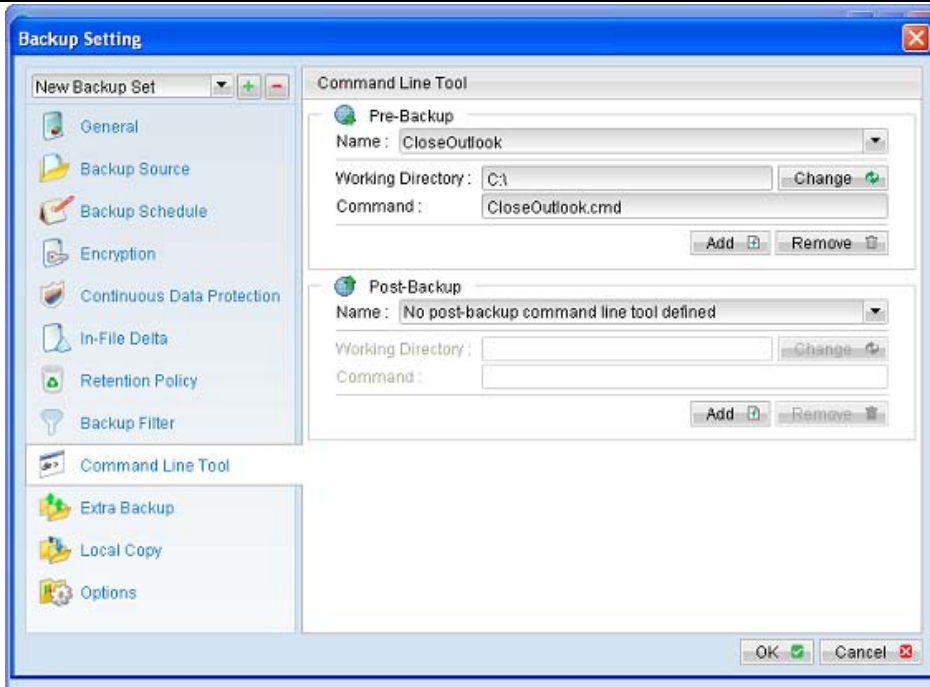 Backup Setting
New Backup Set
General
Backup Source
Backup Schedule
Encryption
Continuous Data Protection
In-File Delta
Retention Policy
Backup Filter
Command Line Tool
Extra Backup
Local Copy
Options
Command Line Tool
Pre-Backup
Name : CloseOutlook
Working Directory : C:\ Change
Command : CloseOutlook.cmd
Add Remove
Post-Backup
Name : No post-backup command line tool defined
Working Directory : Change
Command :
Add Remove
OK Cancel